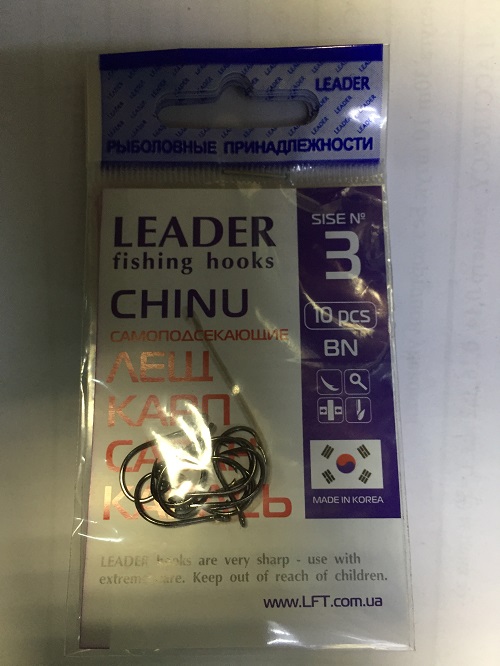 LEADER
РЫБОЛОВНЫЕ ПРИНАДЛЕЖНОСТИ
LEADER
fishing hooks
CHINU
САМОПОДСЕКАЮЩИЕ
ЛЕЩ
КАРП
SISE №
3
10 pcs
BN
MADE IN KOREA
LEADER hooks are very sharp - use with
care. Keep out of reach of children.
www.LFT.com.ua